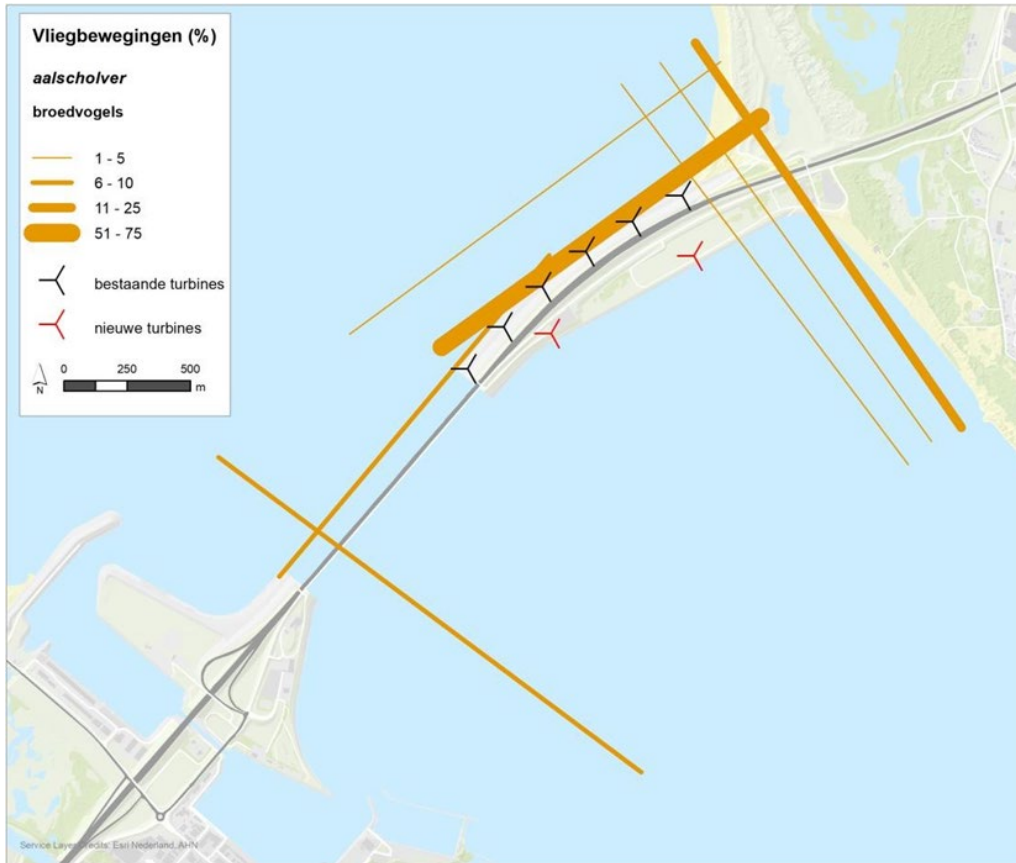 Vliegbewegingen (%)
aalscholver
broedvogels
1 - 5
6 - 10
11 - 25
51 - 75
bestaande turbines
nieuwe turbines
0 250 500
m
N
Service Layer Credits: Esri Nederland, AHN